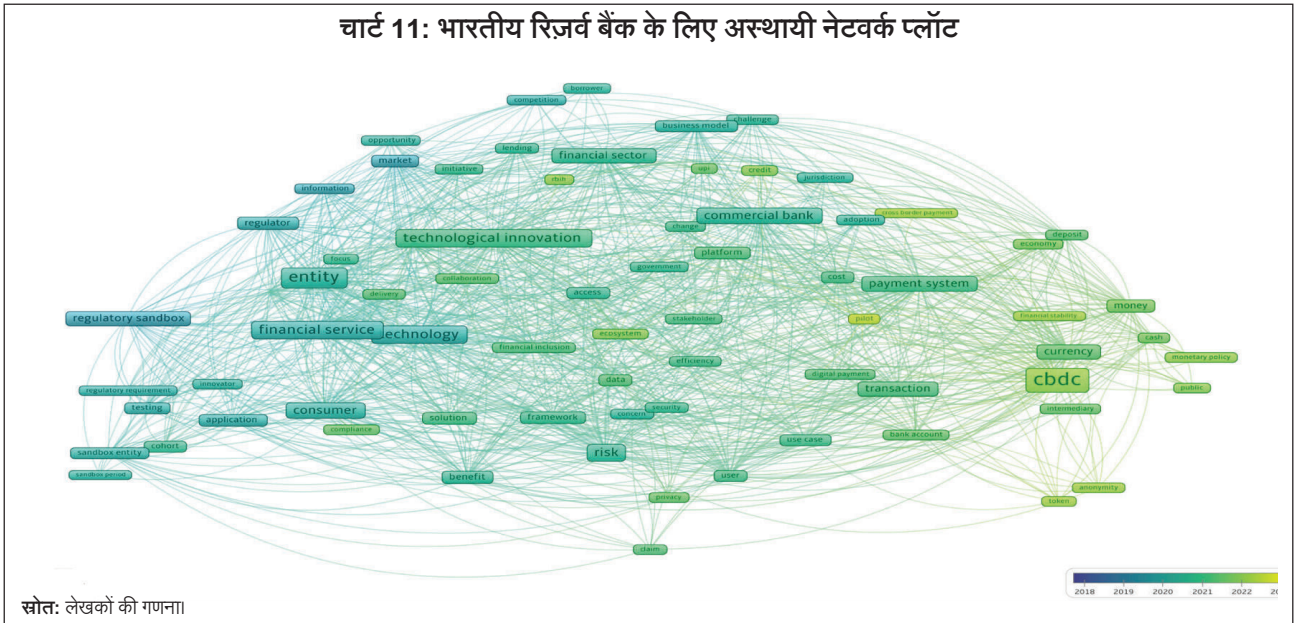 चार्ट 11: भारतीय रिज़र्व बैंक के लिए अस्थायी नेटवर्क प्लॉट
borrower
competition
business model
challenge
opportunity
lending
financial sector
market
initiative
rbih
upi
credit
jurisdiction
information
regulator
technological innovation
commercial bank
adoption
cross border payment
change
deposit
economy
focus
platform
entity
collaboration
government
cost
payment system
delivery
access
money
regulatory sandbox
financial service
technology
ecosystem
stakeholder
pilot
financial stability
cash
financial inclusion
efficiency
currency
monetary policy
data
digital payment
cbdc
regulatory requirement
innovator
transaction
public
testing
consumer
concern
security
intermediary
application
solution
framework
compliance
bank account
cohort
use case
sandbox entity
risk
sandbox period
benefit
user
anonymity
privacy
token
claim
2018 2019 2020 2021 2022
स्रोत: लेखकों की गणना।